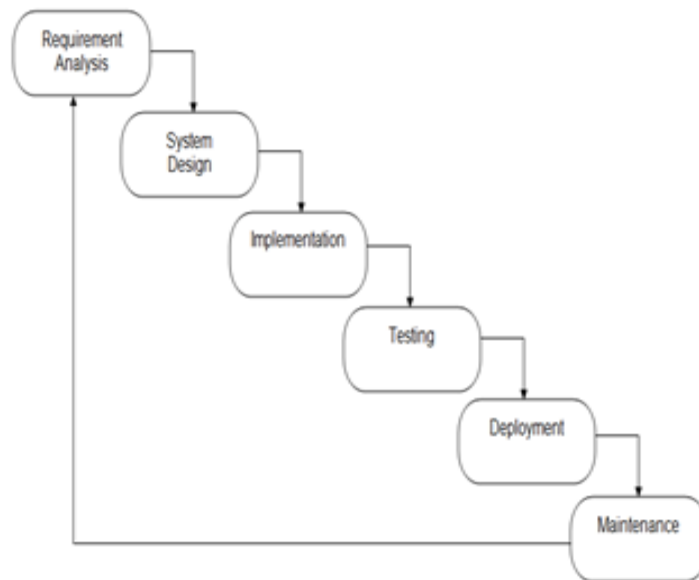 Requirement
Analysis
System
Design
Implementation
Testing
Deployment
Maintenance